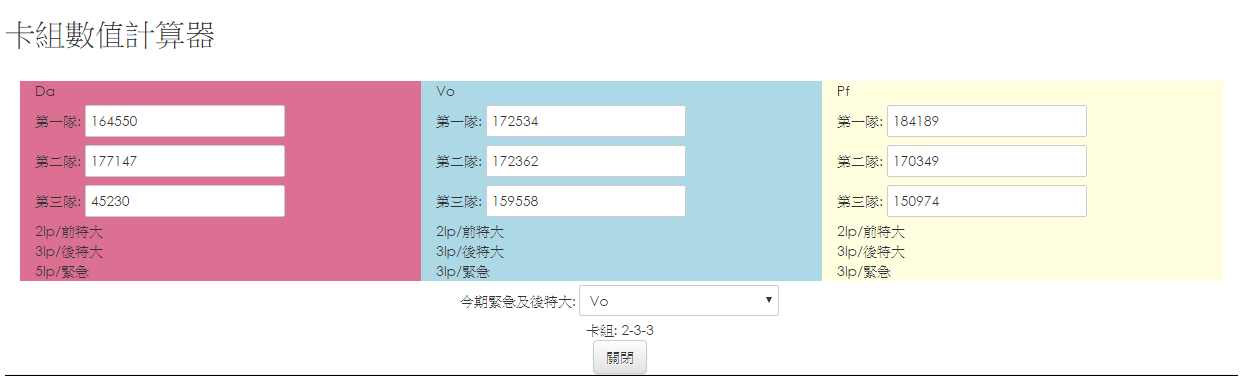 卡組數值計算器
Da
第一隊: 164550
第二隊: 177147
第三隊: 45230
2lp/前特大
3lp/後特大
5lp/緊急
Vo
第一隊: 172534
第二隊: 172362
第三隊: 159558
2lp/前特大
3lp/後特大
3lp/緊急
Pf
第一隊: 184189
第二隊: 170349
第三隊: 150974
2lp/前特大
3lp/後特大
3lp/緊急
今期緊急及後特大: Vo
卡組: 2-3-3
關閉